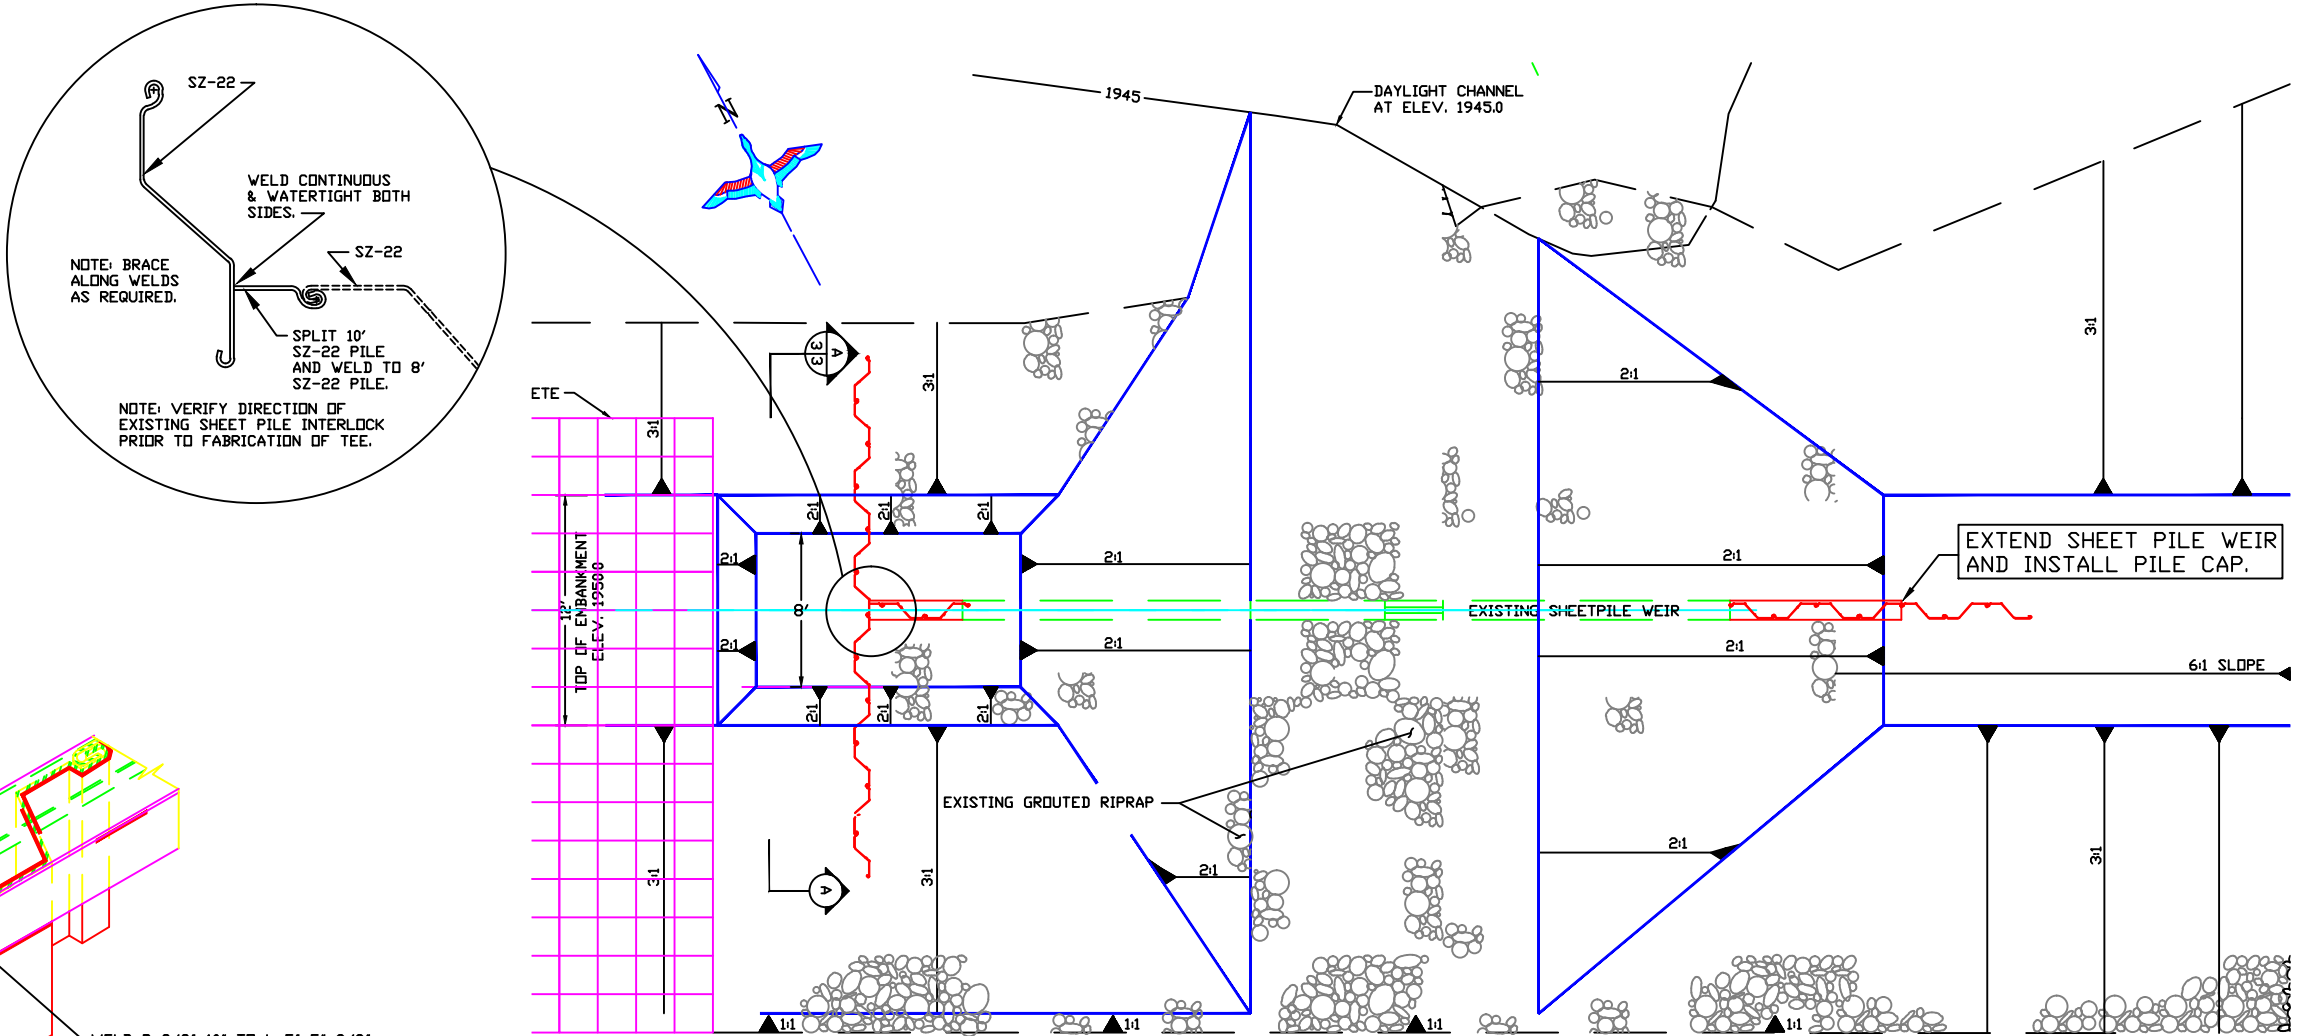 SZ-22
WELD CONTINUOUS
& WATERTIGHT BOTH
SIDES.
SZ-22
NOTE: BRACE
ALONG WELDS
AS REQUIRED.
SPLIT 10'
SZ-22 PILE
AND WELD TO 8'
SZ-22 PILE.
NOTE: VERIFY DIRECTION OF
EXISTING SHEET PILE INTERLOCK
PRIOR TO FABRICATION OF TEE.
N
1945
DAYLIGHT CHANNEL
AT ELEV. 1945.0
A
33
ETE
3:1
3:1
3:1
2:1
2:1
2:1
2:1
2:1
2:1
2:1
12'
TOP OF EMBANKMENT
ELEV. 1950.0
8'
EXISTING SHEETPILE WEIR
EXTEND SHEET PILE WEIR
AND INSTALL PILE CAP.
2:1
2:1
2:1
6:1 SLOPE
2:1
2:1
2:1
EXISTING GROUTED RIPRAP
2:1
2:1
3:1
3:1
3:1
A
1:1
1:1
1:1
1:1